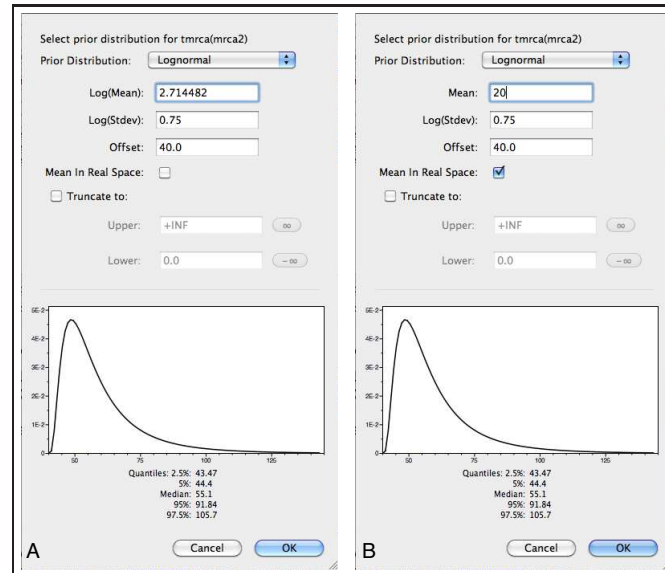 Select prior distribution for tmrca(mrca2)
Prior Distribution: Lognormal
Log(Mean): 2.714482
Log(Stdev): 0.75
Offset: 40.0
Mean In Real Space:
Truncate to:
Upper: +INF ∞
Lower: 0.0 -∞
5E-2
4E-2
3E-2
2E-2
1E-2
0
50 75 100 125
Quantiles: 2.5%: 43.47
5%: 44.4
Median: 55.1
95%: 91.84
97.5%: 105.7
A Cancel OK
Select prior distribution for tmrca(mrca2)
Prior Distribution: Lognormal
Mean: 20
Log(Stdev): 0.75
Offset: 40.0
Mean In Real Space:
Truncate to:
Upper: +INF ∞
Lower: 0.0 -∞
5E-2
4E-2
3E-2
2E-2
1E-2
0
50 75 100 125
Quantiles: 2.5%: 43.47
5%: 44.4
Median: 55.1
95%: 91.84
97.5%: 105.7
B Cancel OK